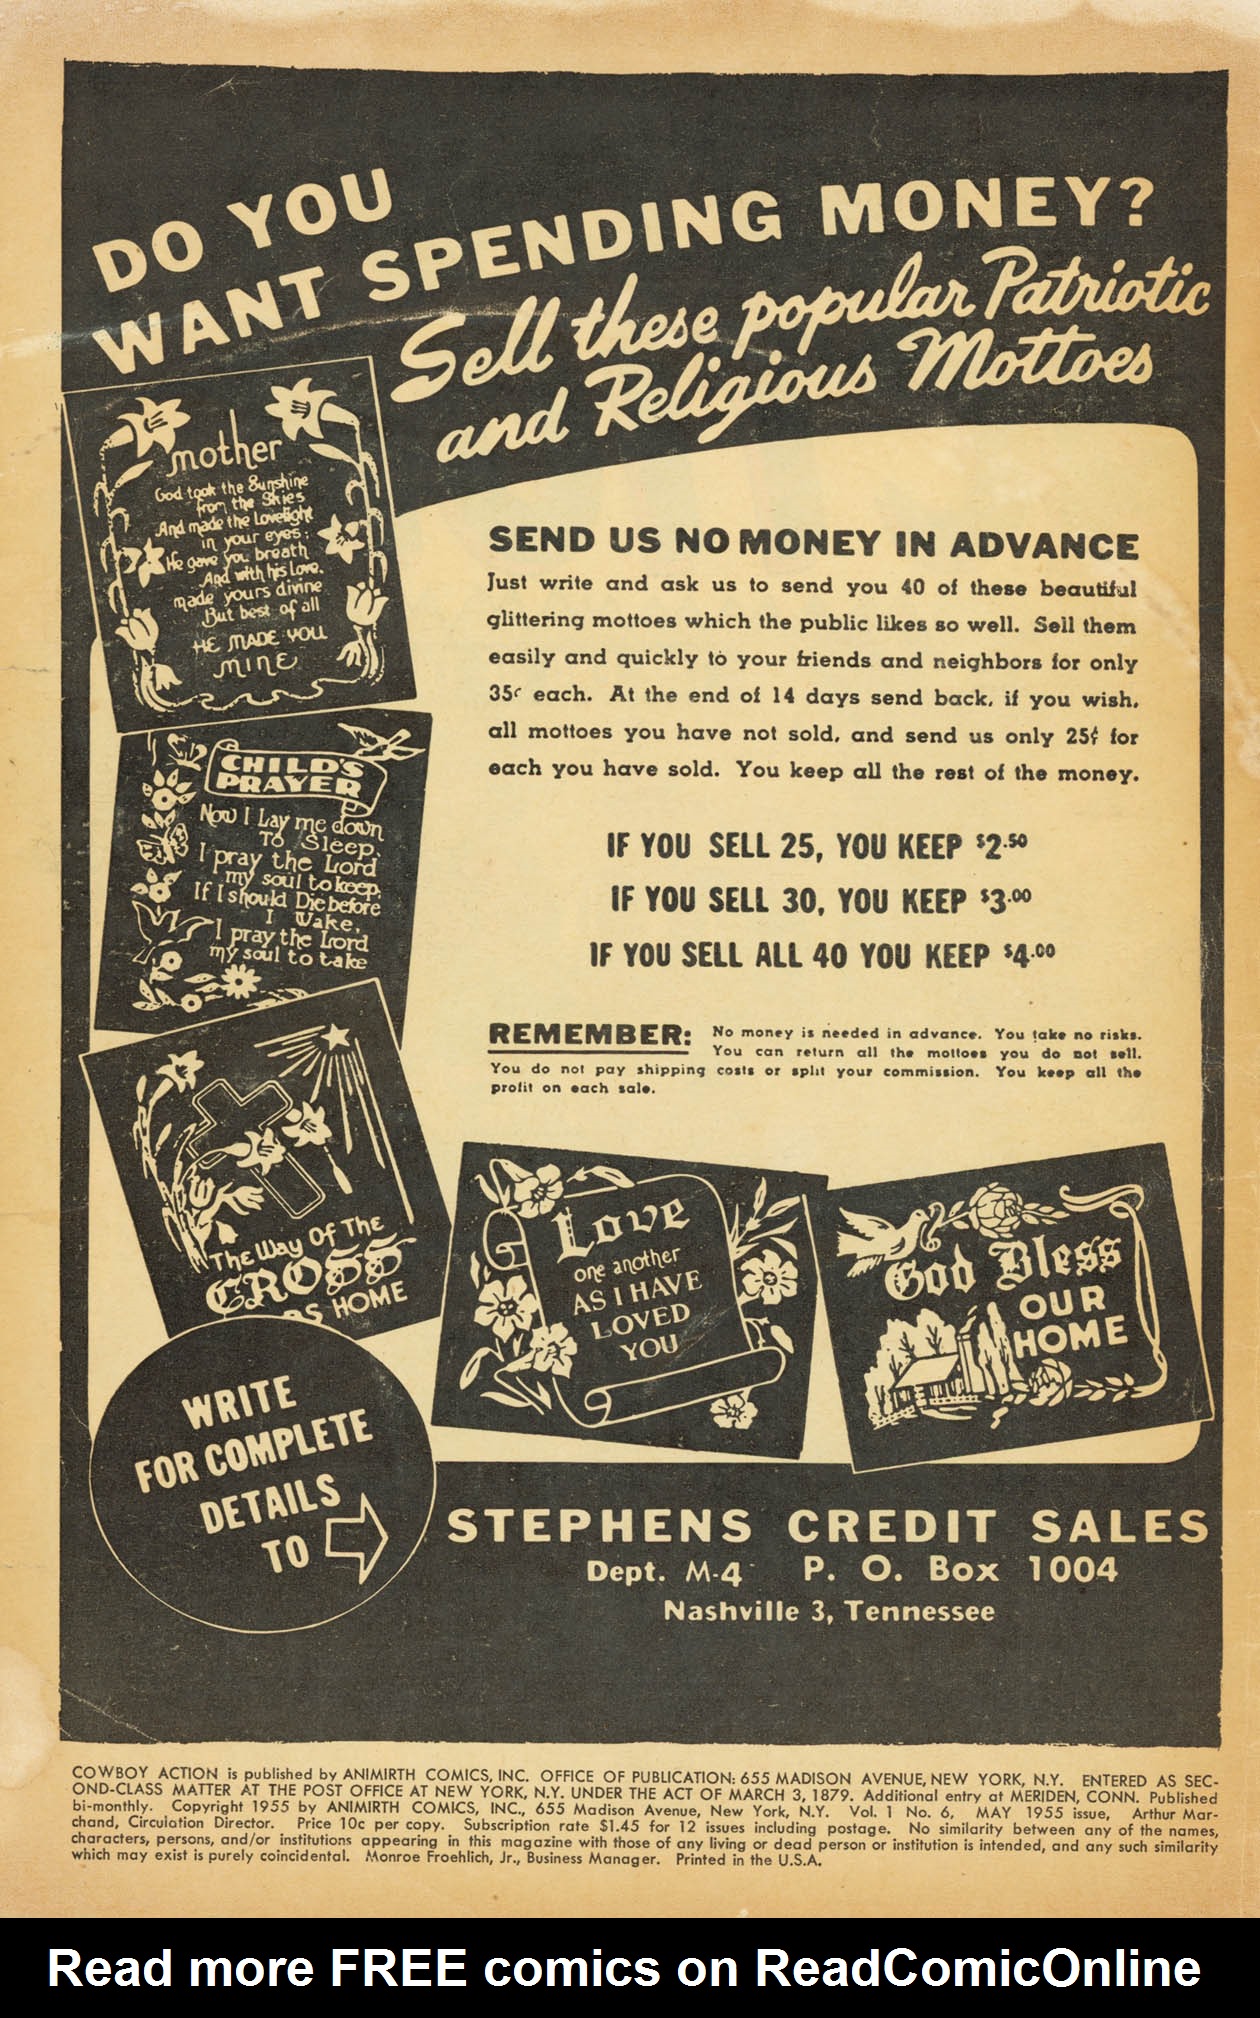 DO YOU
WANT SPENDING MONEY?
Sell these popular Patriotic
and Religious Mottoes
mother
God took the Sunshine
from the Skies
And made the Lovelight
in your eyes;
He gave you breath
And with his Love.
made yours divine
But best of all
HE MADE YOU
MINE
CHILD'S
PRAYER
Now I Lay me down
To Sleep,
I pray the Lord
my soul to keep;
If I should Die before
I Wake,
I pray the Lord
my soul to take
The Way Of The
CROSS
AS HOME
SEND US NO MONEY IN ADVANCE
Just write and ask us to send you 40 of these beautiful
glittering mottoes which the public likes so well. Sell them
easily and quickly to your friends and neighbors for only
35¢ each. At the end of 14 days send back, if you wish,
all mottoes you have not sold, and send us only 25¢ for
each you have sold. You keep all the rest of the money.
IF YOU SELL 25, YOU KEEP $2.50
IF YOU SELL 30, YOU KEEP $3.00
IF YOU SELL ALL 40 YOU KEEP $4.00
REMEMBER: No money is needed in advance. You take no risks.
You can return all the mottoes you do not sell.
You do not pay shipping costs or split your commission. You keep all the
profit on each sale.
Love
one another
AS I HAVE
LOVED
YOU
God Bless
OUR
HOME
WRITE
FOR COMPLETE
DETAILS
TO
STEPHENS CREDIT SALES
Dept. M-4 P. O. Box 1004
Nashville 3, Tennessee
COWBOY ACTION is published by ANIMIRTH COMICS, INC. OFFICE OF PUBLICATION: 655 MADISON AVENUE, NEW YORK, N.Y. ENTERED AS SEC-
OND-CLASS MATTER AT THE POST OFFICE AT NEW YORK, N.Y. UNDER THE ACT OF MARCH 3, 1879. Additional entry at MERIDEN, CONN. Published
bi-monthly. Copyright 1955 by ANIMIRTH COMICS, INC., 655 Madison Avenue, New York, N.Y. Vol. 1 No. 6, MAY 1955 issue, Arthur Mar-
chand, Circulation Director. Price 10c per copy. Subscription rate $1.45 for 12 issues including postage. No similarity between any of the names,
characters, persons, and/or institutions appearing in this magazine with those of any living or dead person or institution is intended, and any such similarity
which may exist is purely coincidental. Monroe Froehlich, Jr., Business Manager. Printed in the U.S.A.
Read more FREE comics on ReadComicOnline